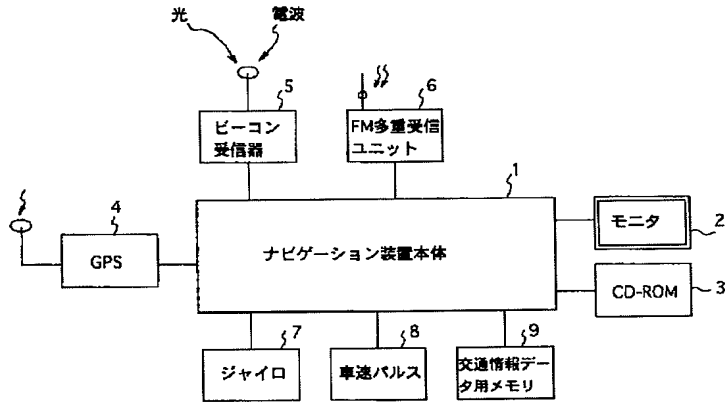 光
電波
5
6
ビーコン
受信器
FM多重受信
ユニット
1
4
GPS
ナビゲーション装置本体
モニタ
2
CD-ROM
3
7
8
9
ジャイロ
車速パルス
交通情報デー
タ用メモリ